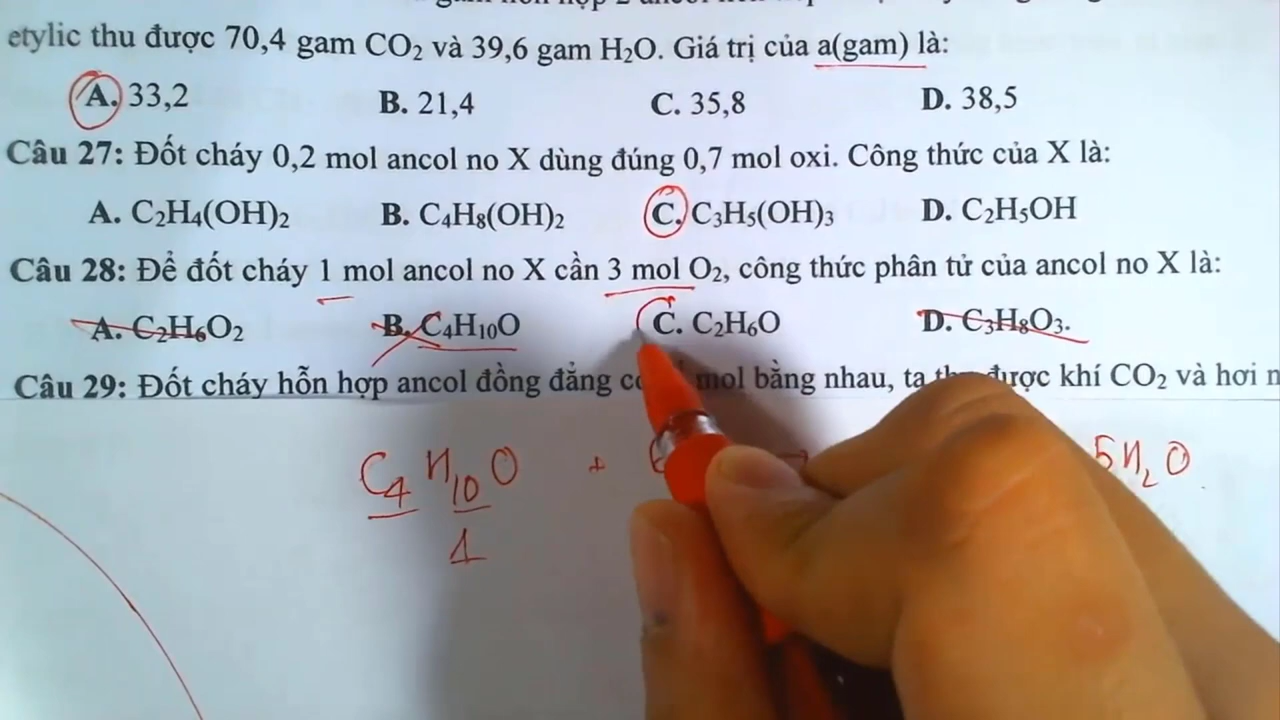 etylic thu được 70,4 gam CO₂ và 39,6 gam H₂O. Giá trị của a(gam) là:
A. 33,2 B. 21,4 C. 35,8 D. 38,5
Câu 27: Đốt cháy 0,2 mol ancol no X dùng đúng 0,7 mol oxi. Công thức của X là:
A. C₂H₄(OH)₂ B. C₄H₈(OH)₂ C. C₃H₅(OH)₃ D. C₂H₅OH
Câu 28: Để đốt cháy 1 mol ancol no X cần 3 mol O₂, công thức phân tử của ancol no X là:
A. C₂H₆O₂ B. C₄H₁₀O C. C₂H₆O D. C₃H₈O₃.
Câu 29: Đốt cháy hỗn hợp ancol đồng đẳng mol bằng nhau, ta được khí CO₂ và hơi
C₄H₁₀O + → 5H₂O
1